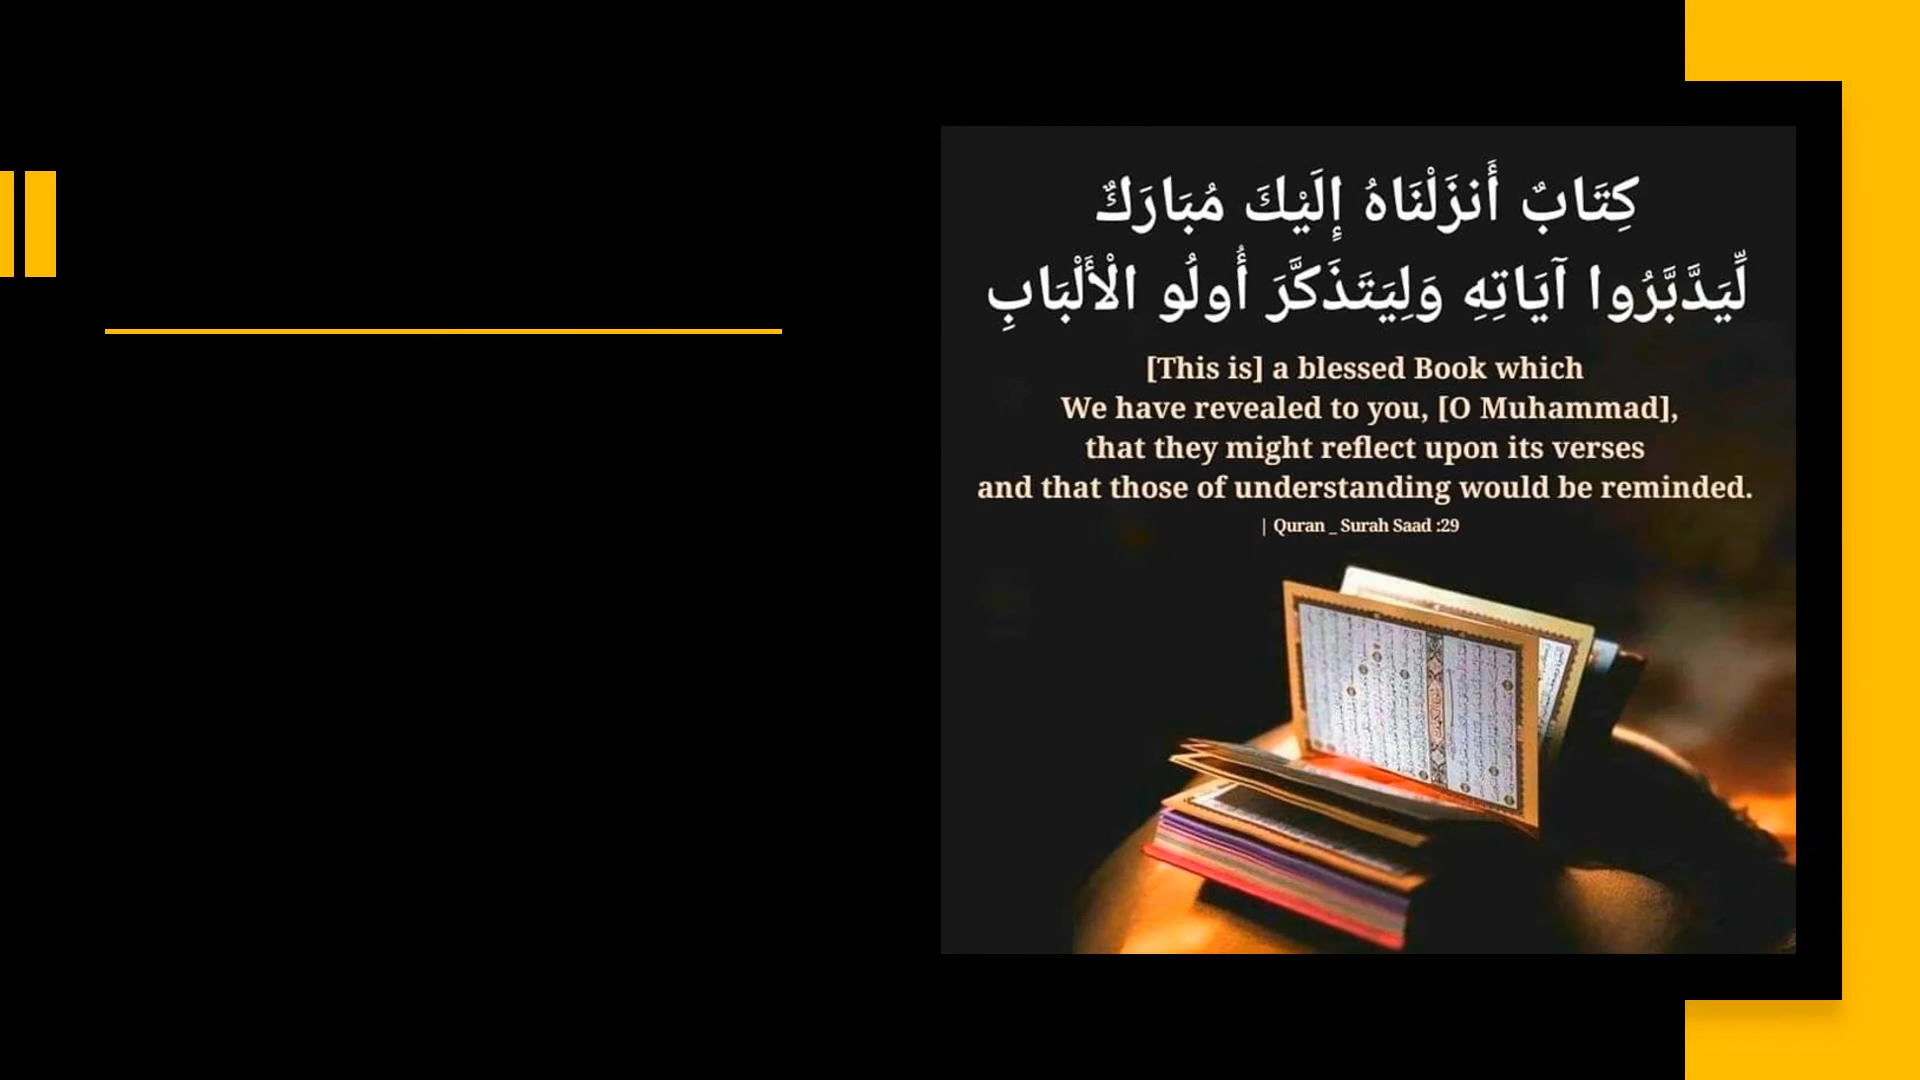 كِتَابٌ أَنزَلْنَاهُ إِلَيْكَ مُبَارَكٌ
لِّيَدَّبَّرُوا آيَاتِهِ وَلِيَتَذَكَّرَ أُولُو الْأَلْبَابِ
[This is] a blessed Book which
We have revealed to you, [O Muhammad],
that they might reflect upon its verses
and that those of understanding would be reminded.
| Quran _ Surah Saad :29